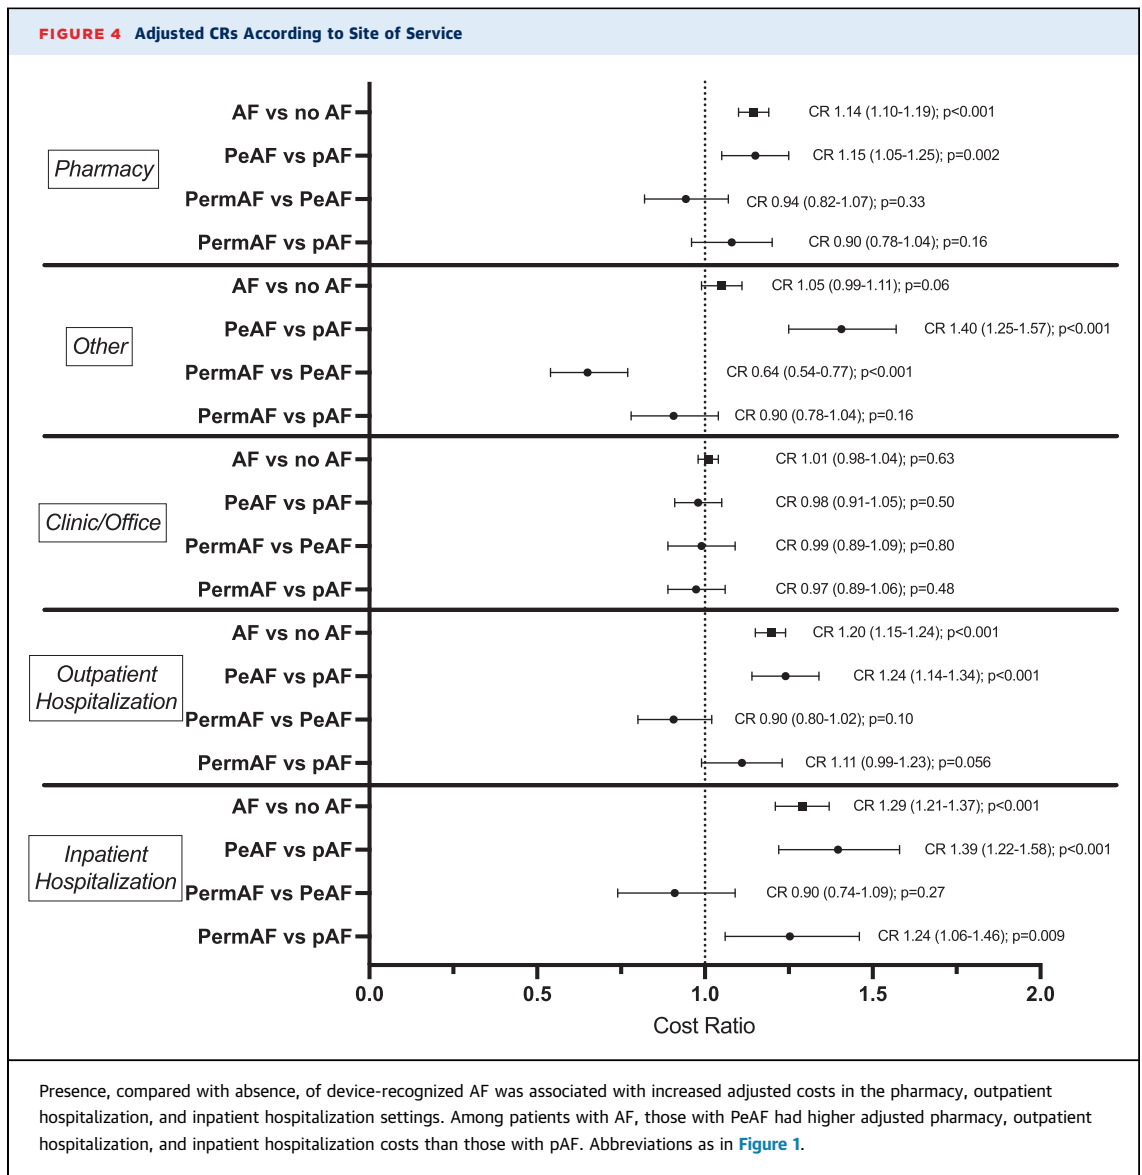 FIGURE 4 Adjusted CRs According to Site of Service
Pharmacy
AF vs no AF CR 1.14 (1.10-1.19); p<0.001
PeAF vs pAF CR 1.15 (1.05-1.25); p=0.002
PermAF vs PeAF CR 0.94 (0.82-1.07); p=0.33
PermAF vs pAF CR 0.90 (0.78-1.04); p=0.16
Other
AF vs no AF CR 1.05 (0.99-1.11); p=0.06
PeAF vs pAF CR 1.40 (1.25-1.57); p<0.001
PermAF vs PeAF CR 0.64 (0.54-0.77); p<0.001
PermAF vs pAF CR 0.90 (0.78-1.04); p=0.16
Clinic/Office
AF vs no AF CR 1.01 (0.98-1.04); p=0.63
PeAF vs pAF CR 0.98 (0.91-1.05); p=0.50
PermAF vs PeAF CR 0.99 (0.89-1.09); p=0.80
PermAF vs pAF CR 0.97 (0.89-1.06); p=0.48
Outpatient
Hospitalization
AF vs no AF CR 1.20 (1.15-1.24); p<0.001
PeAF vs pAF CR 1.24 (1.14-1.34); p<0.001
PermAF vs PeAF CR 0.90 (0.80-1.02); p=0.10
PermAF vs pAF CR 1.11 (0.99-1.23); p=0.056
Inpatient
Hospitalization
AF vs no AF CR 1.29 (1.21-1.37); p<0.001
PeAF vs pAF CR 1.39 (1.22-1.58); p<0.001
PermAF vs PeAF CR 0.90 (0.74-1.09); p=0.27
PermAF vs pAF CR 1.24 (1.06-1.46); p=0.009
0.0 0.5 1.0 1.5 2.0
Cost Ratio
Presence, compared with absence, of device-recognized AF was associated with increased adjusted costs in the pharmacy, outpatient
hospitalization, and inpatient hospitalization settings. Among patients with AF, those with PeAF had higher adjusted pharmacy, outpatient
hospitalization, and inpatient hospitalization costs than those with pAF. Abbreviations as in Figure 1.